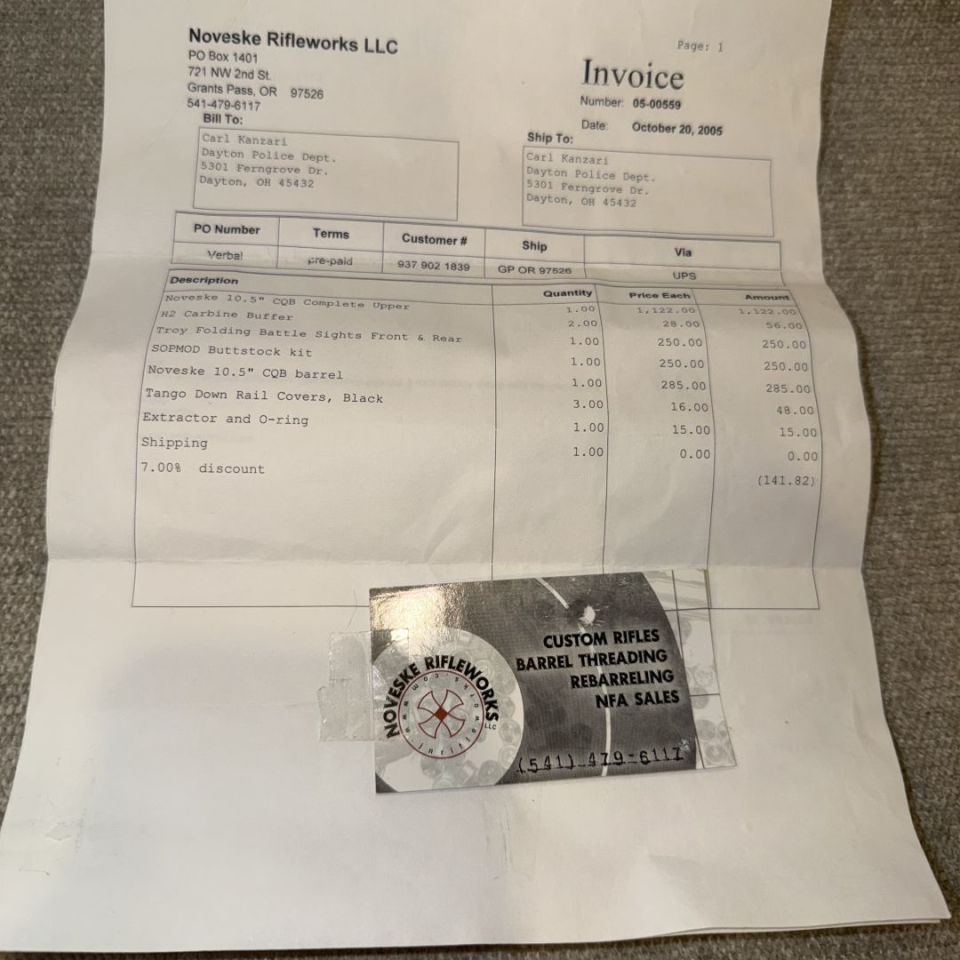 Noveske Rifleworks LLC
PO Box 1401
721 NW 2nd St.
Grants Pass, OR 97526
541-479-6117
Page: 1
Invoice
Number: 05-00559
Date: October 20, 2005
Bill To:
Carl Kanzari
Dayton Police Dept.
5301 Ferngrove Dr.
Dayton, OH 45432
Ship To:
Carl Kanzari
Dayton Police Dept.
5301 Ferngrove Dr.
Dayton, OH 45432
PO Number Terms Customer # Ship Via
Verbal pre-paid 937 902 1839 GP OR 97526 UPS
Description Quantity Price Each Amount
Noveske 10.5" CQB Complete Upper 1.00 1,122.00 1,122.00
H2 Carbine Buffer 2.00 28.00 56.00
Troy Folding Battle Sights Front & Rear 1.00 250.00 250.00
SOPMOD Buttstock kit 1.00 250.00 250.00
Noveske 10.5" CQB barrel 1.00 285.00 285.00
Tango Down Rail Covers, Black 3.00 16.00 48.00
Extractor and O-ring 1.00 15.00 15.00
Shipping 1.00 0.00 0.00
7.00% discount (141.82)
NOVESKE RIFLEWORKS LLC
CUSTOM RIFLES
BARREL THREADING
REBARRELING
NFA SALES
(541) 479-6117